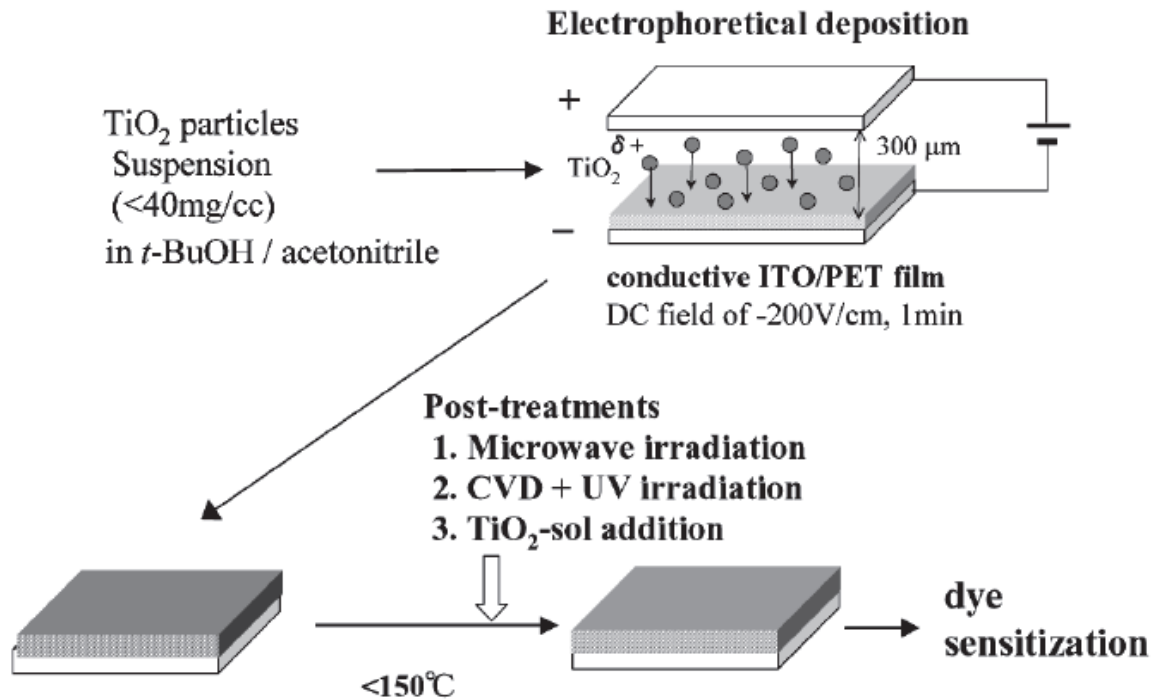 Electrophoretical deposition
TiO₂ particles
Suspension
(<40mg/cc)
in t-BuOH / acetonitrile
+
δ +
TiO₂
300 μm
−
conductive ITO/PET film
DC field of -200V/cm, 1min
Post-treatments
1. Microwave irradiation
2. CVD + UV irradiation
3. TiO₂-sol addition
<150℃
dye
sensitization